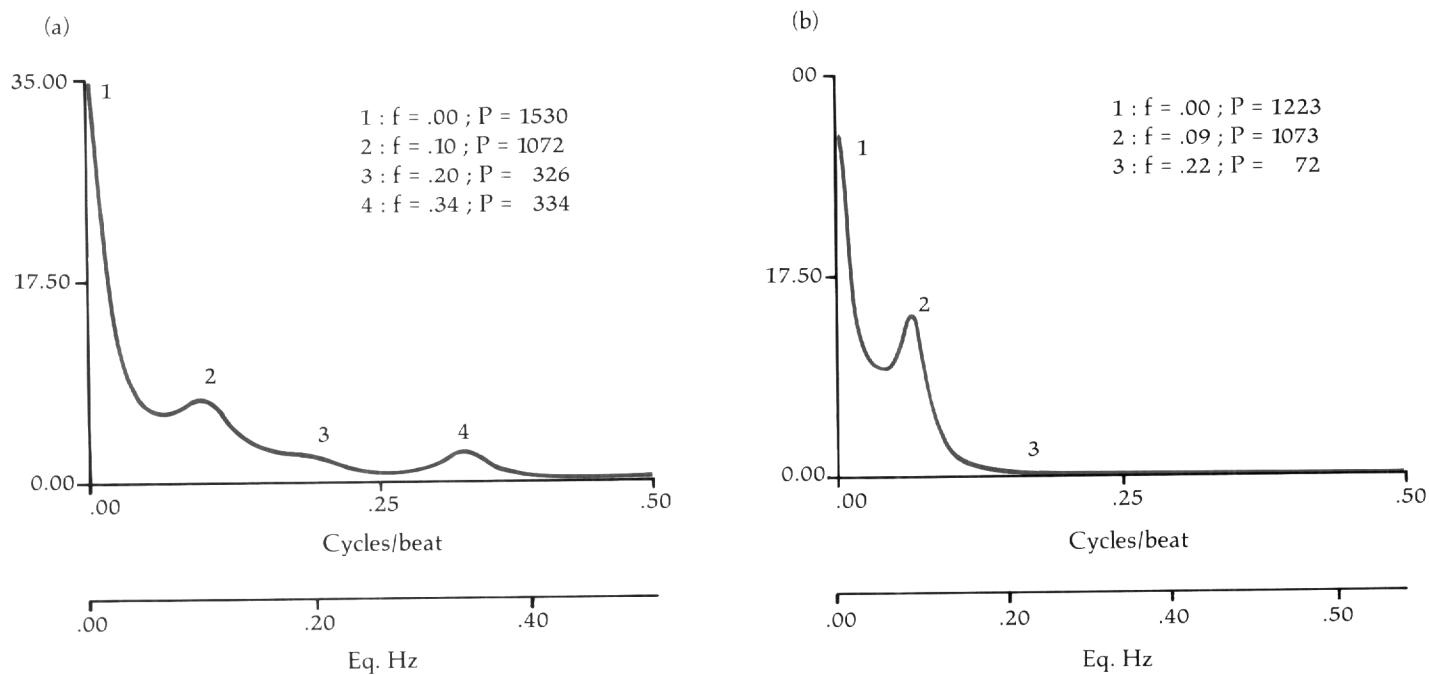 (a)
35.00
1
1 : f = .00 ; P = 1530
2 : f = .10 ; P = 1072
3 : f = .20 ; P = 326
4 : f = .34 ; P = 334
17.50
2
3
4
0.00
.00
.25
.50
Cycles/beat
.00
.20
.40
Eq. Hz
(b)
00
1
1 : f = .00 ; P = 1223
2 : f = .09 ; P = 1073
3 : f = .22 ; P = 72
17.50
2
3
0.00
.00
.25
.50
Cycles/beat
.00
.20
.40
.50
Eq. Hz